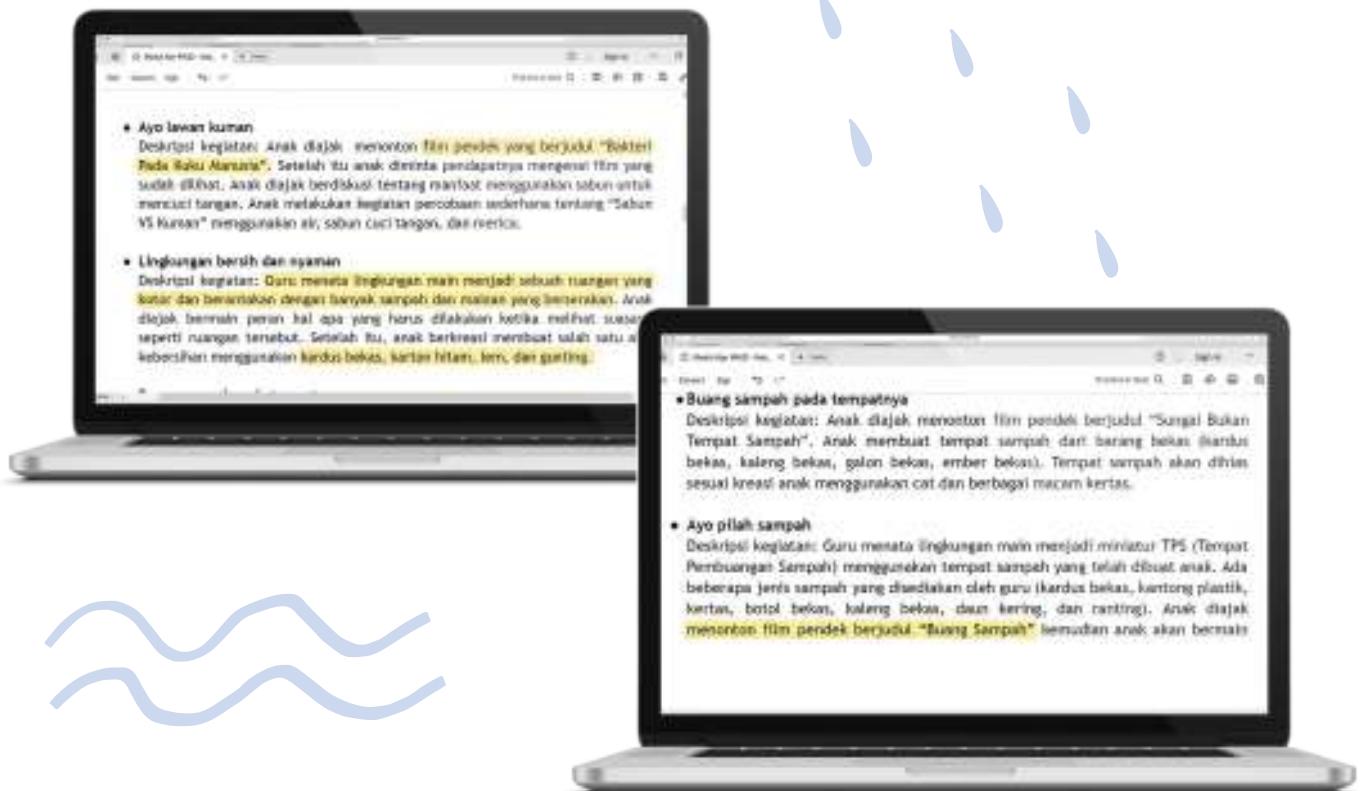 • Ayo lawan kuman
Deskripsi kegiatan: Anak diajak menonton film pendek yang berjudul “Bakteri
Pada Kuku Manusia”. Setelah itu anak diminta pendapatnya mengenai film yang
sudah dilihat. Anak diajak berdiskusi tentang manfaat menggunakan sabun untuk
mencuci tangan. Anak melakukan kegiatan percobaan sederhana tentang “Sabun
VS Kuman” menggunakan air, sabun cuci tangan, dan merica.
• Lingkungan bersih dan nyaman
Deskripsi kegiatan: Guru menata lingkungan main menjadi sebuah ruangan yang
kotor dan berantakan dengan banyak sampah dan mainan yang berserakan. Anak
diajak bermain peran hal apa yang harus dilakukan ketika melihat
seperti ruangan tersebut. Setelah itu, anak berkreasi membuat salah satu
kebersihan menggunakan kardus bekas, karton hitam, lem, dan gunting.
• Buang sampah pada tempatnya
Deskripsi kegiatan: Anak diajak menonton film pendek berjudul “Sungai Bukan
Tempat Sampah”. Anak membuat tempat sampah dari barang bekas (kardus
bekas, kaleng bekas, galon bekas, ember bekas). Tempat sampah akan dihias
sesuai kreasi anak menggunakan cat dan berbagai macam kertas.
• Ayo pilah sampah
Deskripsi kegiatan: Guru menata lingkungan main menjadi miniatur TPS (Tempat
Pembuangan Sampah) menggunakan tempat sampah yang telah dibuat anak. Ada
beberapa jenis sampah yang disediakan oleh guru (kardus bekas, kantong plastik,
kertas, botol bekas, kaleng bekas, daun kering, dan ranting). Anak diajak
menonton film pendek berjudul “Buang Sampah” kemudian anak akan bermain